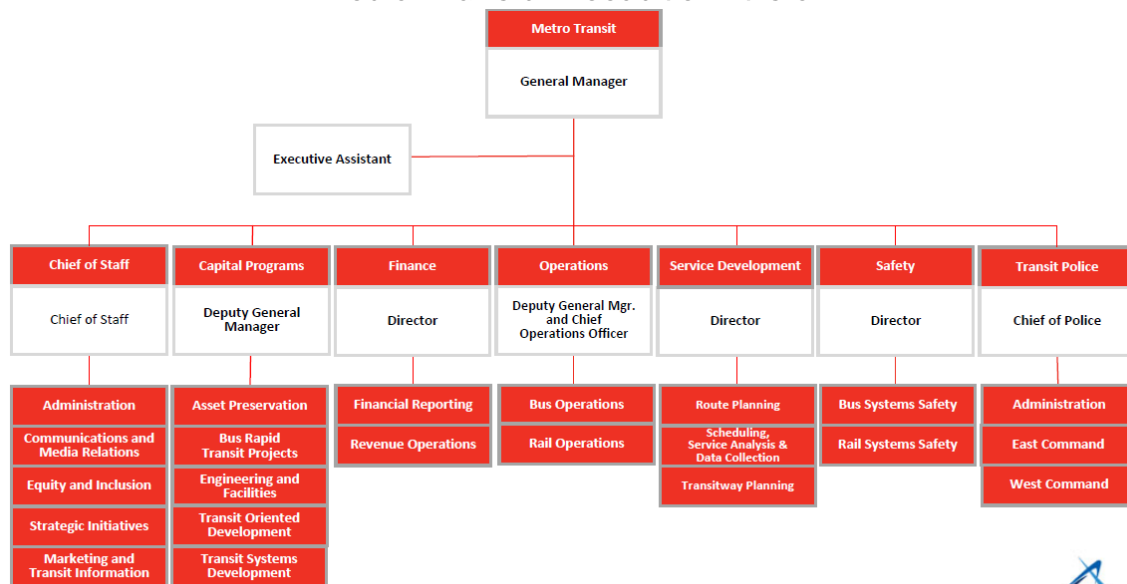 Metro Transit
General Manager
Executive Assistant
Chief of Staff
Chief of Staff
Capital Programs
Deputy General
Manager
Finance
Director
Operations
Deputy General Mgr.
and Chief
Operations Officer
Service Development
Director
Safety
Director
Transit Police
Chief of Police
Administration
Communications and
Media Relations
Equity and Inclusion
Strategic Initiatives
Marketing and
Transit Information
Asset Preservation
Bus Rapid
Transit Projects
Engineering and
Facilities
Transit Oriented
Development
Transit Systems
Development
Financial Reporting
Revenue Operations
Bus Operations
Rail Operations
Route Planning
Scheduling,
Service Analysis &
Data Collection
Transitway Planning
Bus Systems Safety
Rail Systems Safety
Administration
East Command
West Command